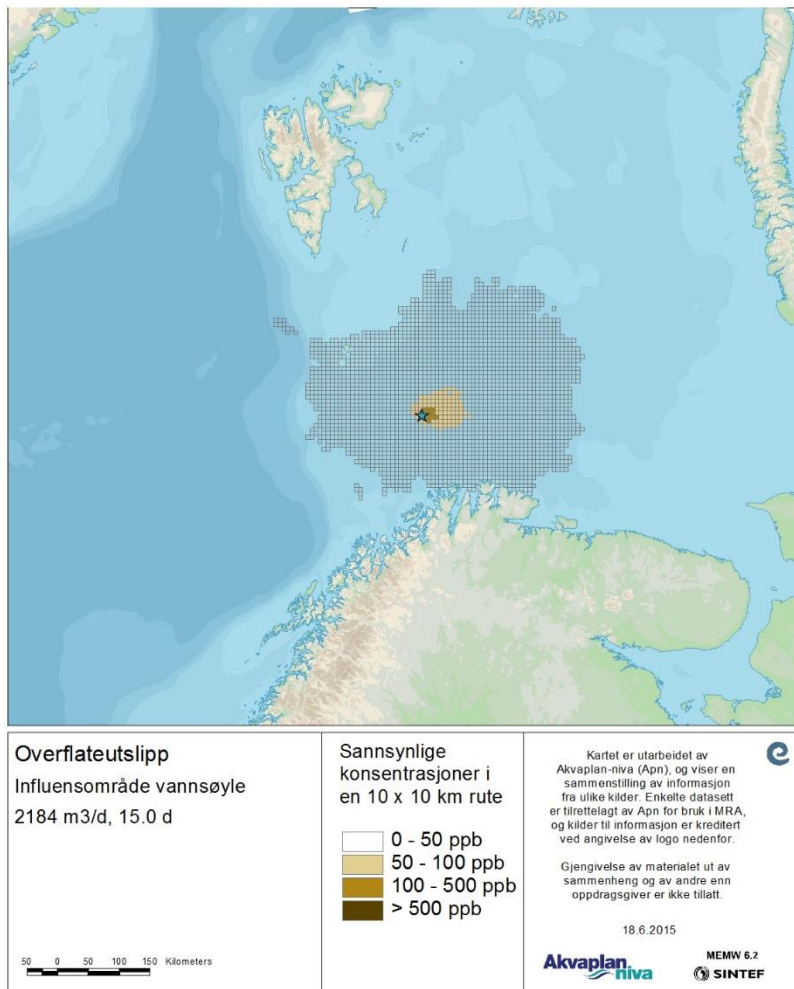 Overflateutslipp
Influensområde vannsøyle
2184 m3/d, 15.0 d
50 0 50 100 150 Kilometers
Sannsynlige
konsentrasjoner i
en 10 x 10 km rute
0 - 50 ppb
50 - 100 ppb
100 - 500 ppb
> 500 ppb
Kartet er utarbeidet av
Akvaplan-niva (Apn), og viser en
sammenstilling av informasjon
fra ulike kilder. Enkelte datasett
er tilrettelagt av Apn for bruk i MRA,
og kilder til informasjon er kreditert
ved angivelse av logo nedenfor.
Gjengivelse av materialet ut av
sammenheng og av andre enn
oppdragsgiver er ikke tillatt.
18.6.2015
Akvaplan
niva
MEMW 6.2
SINTEF